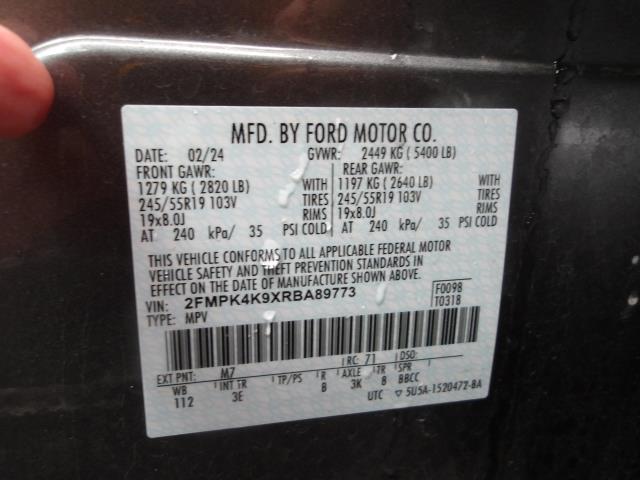 MFD. BY FORD MOTOR CO.
DATE: 02/24 GVWR: 2449 KG ( 5400 LB)
FRONT GAWR: REAR GAWR:
1279 KG ( 2820 LB) WITH 1197 KG ( 2640 LB) WITH
245/55R19 103V TIRES 245/55R19 103V TIRES
19x8.0J RIMS 19x8.0J RIMS
AT 240 kPa/ 35 PSI COLD AT 240 kPa/ 35 PSI COLD
THIS VEHICLE CONFORMS TO ALL APPLICABLE FEDERAL MOTOR
VEHICLE SAFETY AND THEFT PREVENTION STANDARDS IN
EFFECT ON THE DATE OF MANUFACTURE SHOWN ABOVE.
VIN: 2FMPK4K9XRBA89773 F0098
TYPE: MPV T0318
EXT PNT: M7 RC: 71 DSO:
WB INT TR TP/PS R AXLE TR SPR
112 3E B 3K B BBCC
UTC ▽ 5U5A-1520472-BA